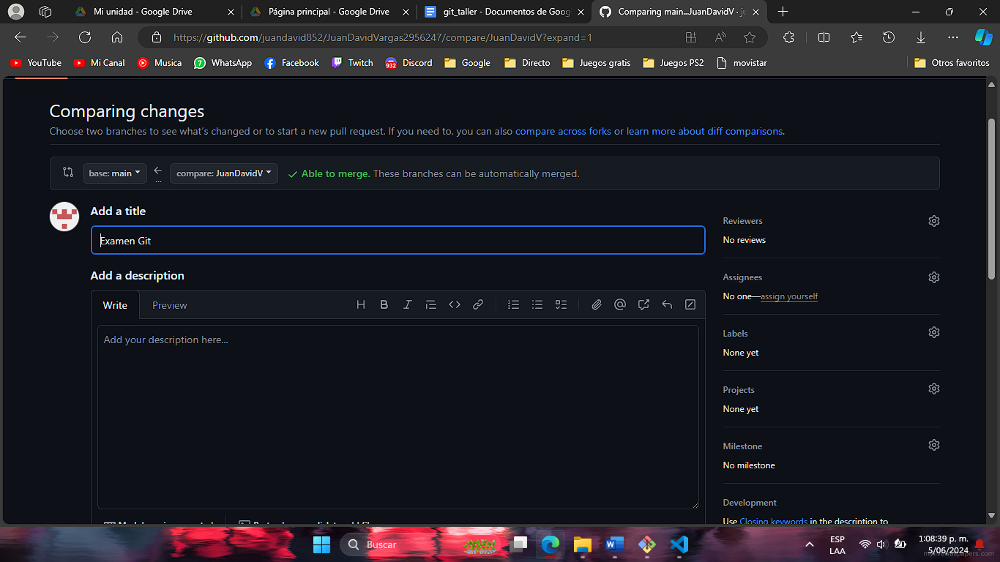 Mi unidad - Google Drive
Página principal - Google Drive
git_taller - Documentos de Goog
Comparing main...JuanDavidV · ju
https://github.com/juandavid852/JuanDavidVargas2956247/compare/JuanDavidV?expand=1
YouTube
Mi Canal
Musica
7
WhatsApp
Facebook
Twitch
932
Discord
Google
Directo
Juegos gratis
Juegos PS2
movistar
Otros favoritos
Comparing changes
Choose two branches to see what's changed or to start a new pull request. If you need to, you can also compare across forks or learn more about diff comparisons.
base: main
...
compare: JuanDavidV
Able to merge. These branches can be automatically merged.
Add a title
Examen Git
Add a description
Write
Preview
Add your description here...
Reviewers
No reviews
Assignees
No one—assign yourself
Labels
None yet
Projects
None yet
Milestone
No milestone
Development
Use Closing keywords in the description to
Buscar
ESP
LAA
1:08:39 p. m.
5/06/2024
mylivewallpapers.com